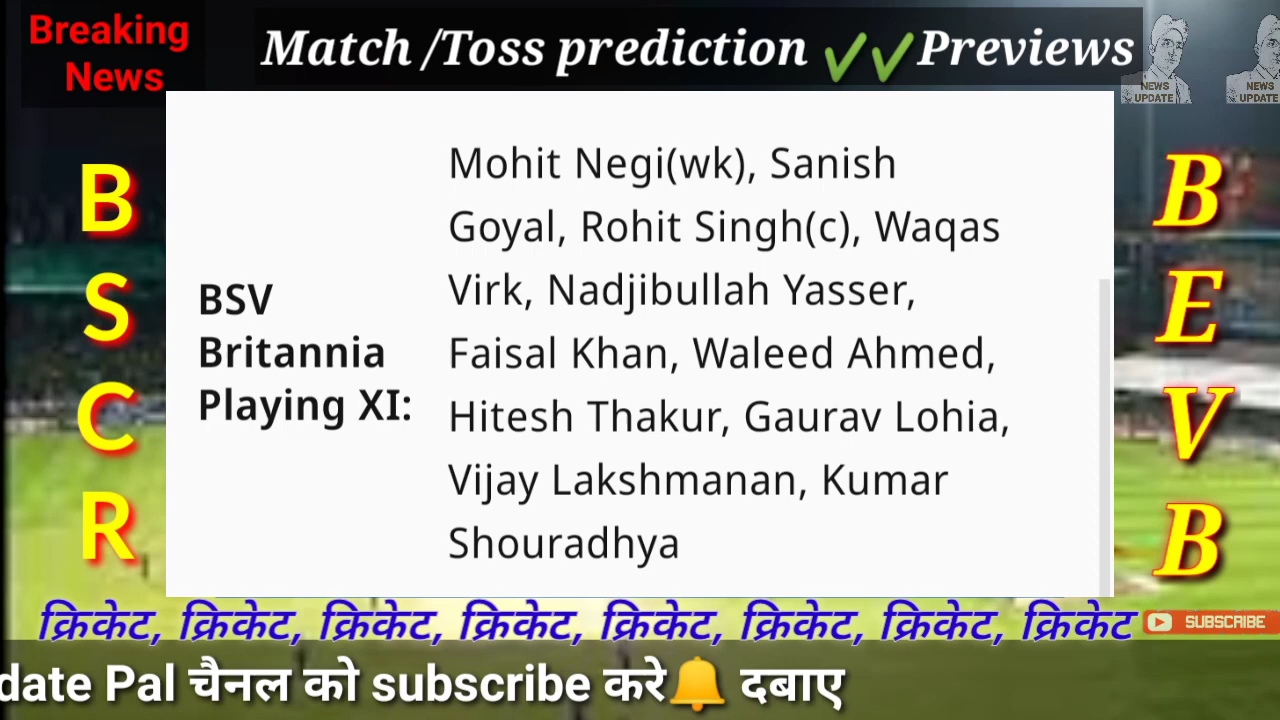 Breaking
News
Match /Toss prediction ✔✔Previews
NEWS
UPDATE
NEWS
UPDATE
B
S
C
R
BSV
Britannia
Playing XI:
Mohit Negi(wk), Sanish
Goyal, Rohit Singh(c), Waqas
Virk, Nadjibullah Yasser,
Faisal Khan, Waleed Ahmed,
Hitesh Thakur, Gaurav Lohia,
Vijay Lakshmanan, Kumar
Shouradhya
B
E
V
B
क्रिकेट, क्रिकेट, क्रिकेट, क्रिकेट, क्रिकेट, क्रिकेट, क्रिकेट, क्रिकेट
SUBSCRIBE
date Pal चैनल को subscribe करे🔔 दबाए